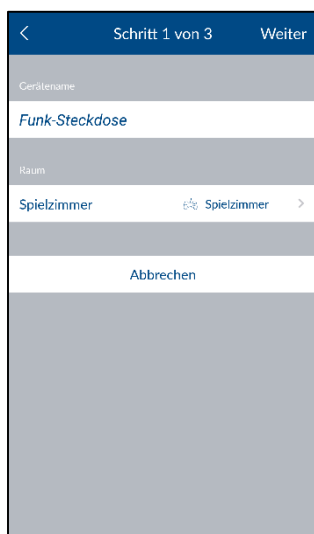 Schritt 1 von 3 Weiter
Gerätename
Funk-Steckdose
Raum
Spielzimmer Spielzimmer
Abbrechen